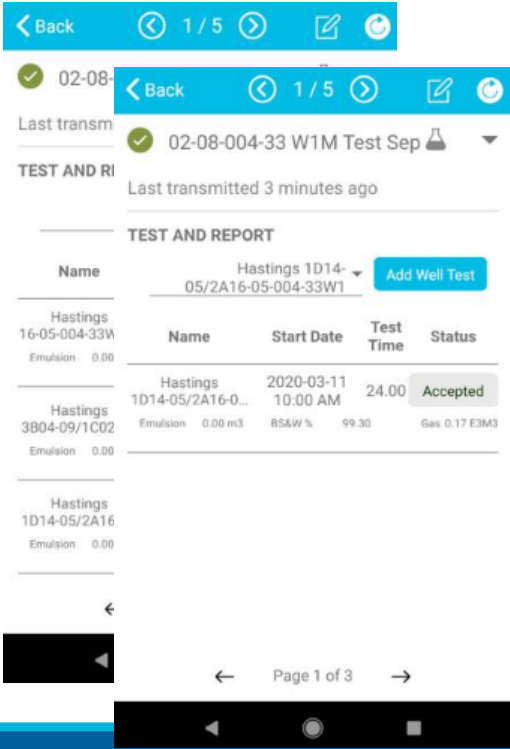 Back 1 / 5
02-08-
Last transm
TEST AND RE
Name
Hastings
16-05-004-33W
Emulsion 0.00
Hastings
3B04-09/1C02
Emulsion 0.00
Hastings
1D14-05/2A16
Emulsion 0.00
Back 1 / 5
02-08-004-33 W1M Test Sep
Last transmitted 3 minutes ago
TEST AND REPORT
Hastings 1D14-
05/2A16-05-004-33W1
Add Well Test
Name Start Date Test Time Status
Hastings 1D14-05/2A16-0... 2020-03-11 10:00 AM 24.00 Accepted
Emulsion 0.00 m3 BS&W % 99.30 Gas 0.17 E3M3
Page 1 of 3